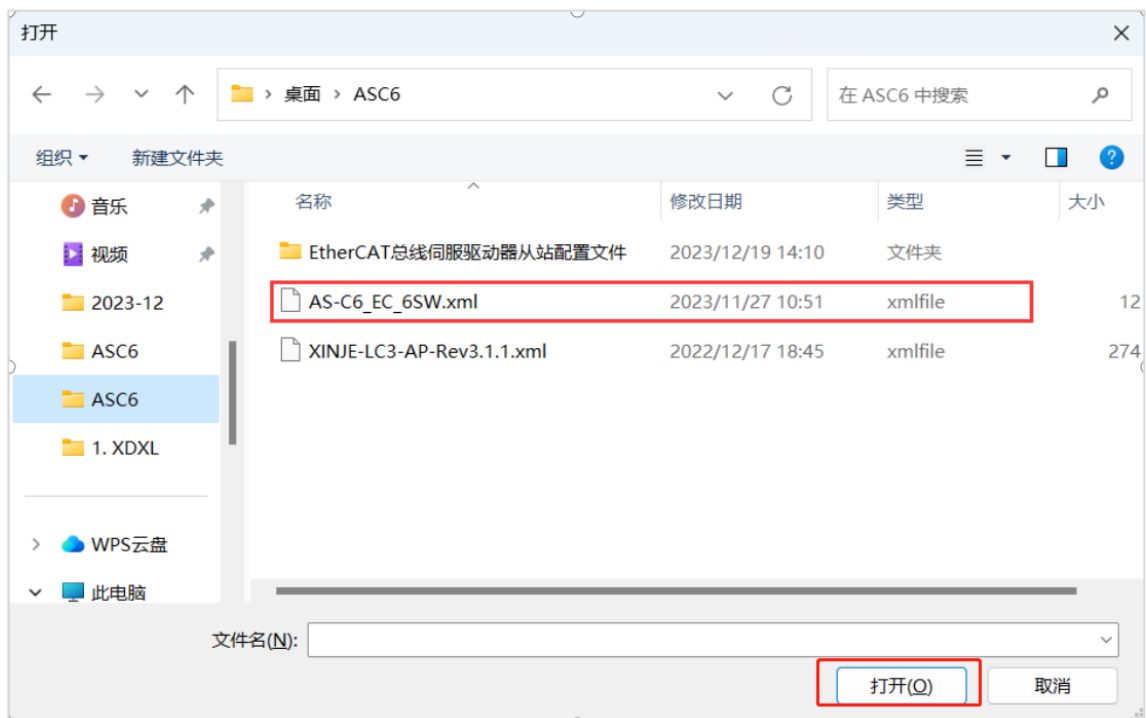 打开
桌面 > ASC6
在 ASC6 中搜索
组织 新建文件夹
音乐
视频
2023-12
ASC6
ASC6
1. XDXL
WPS云盘
此电脑
名称 修改日期 类型 大小
EtherCAT总线伺服驱动器从站配置文件 2023/12/19 14:10 文件夹
AS-C6_EC_6SW.xml 2023/11/27 10:51 xmlfile 12
XINJE-LC3-AP-Rev3.1.1.xml 2022/12/17 18:45 xmlfile 274
文件名(N):
打开(O) 取消